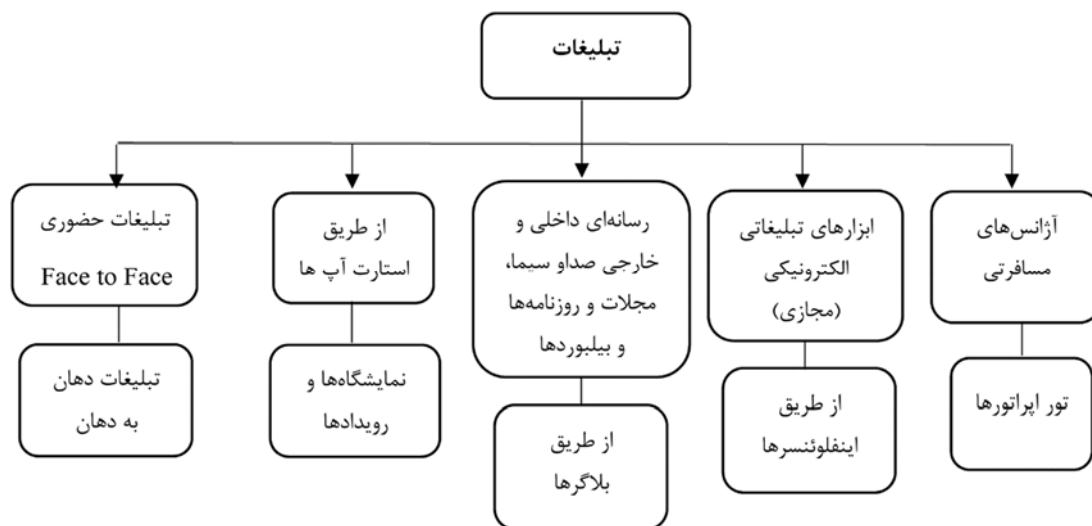 تبلیغات
آژانس‌های
مسافرتی
ابزارهای تبلیغاتی
الکترونیکی
(مجازی)
رسانه‌ای داخلی و
خارجی صداو سیما،
مجلات و روزنامه‌ها
و بیلبوردها
از طریق
استارت آپ ها
تبلیغات حضوری
Face to Face
تور اپراتورها
از طریق
اینفلوئنسرها
از طریق
بلاگرها
نمایشگاه‌ها و
رویدادها
تبلیغات دهان
به دهان